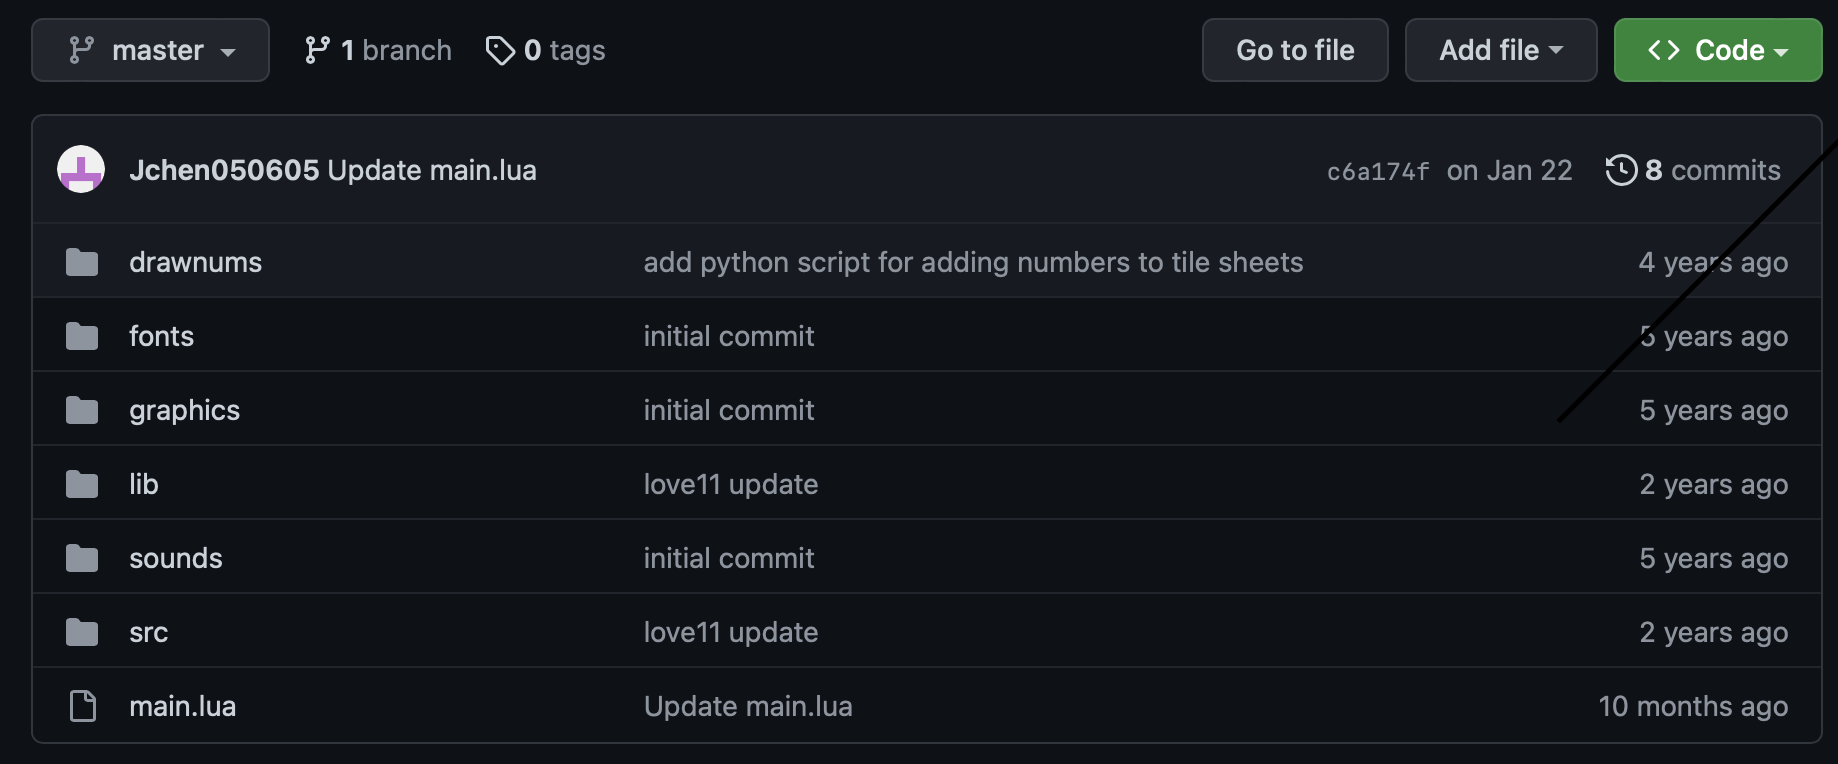 master 1 branch 0 tags Go to file Add file Code
Jchen050605 Update main.lua c6a174f on Jan 22 8 commits
drawnums add python script for adding numbers to tile sheets 4 years ago
fonts initial commit 5 years ago
graphics initial commit 5 years ago
lib love11 update 2 years ago
sounds initial commit 5 years ago
src love11 update 2 years ago
main.lua Update main.lua 10 months ago